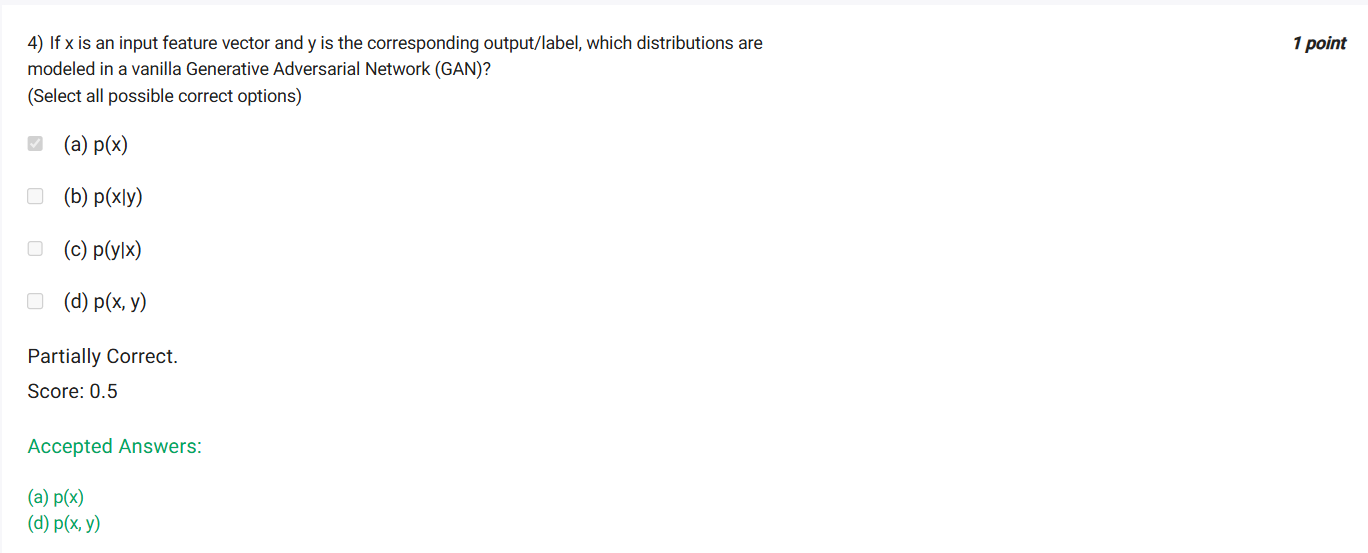 4) If x is an input feature vector and y is the corresponding output/label, which distributions are
1 point
modeled in a vanilla Generative Adversarial Network (GAN)?
(Select all possible correct options)
(a) p(x)
(b) p(x|y)
(c) p(y|x)
(d) p(x, y)
Partially Correct.
Score: 0.5
Accepted Answers:
(a) p(x)
(d) p(x, y)